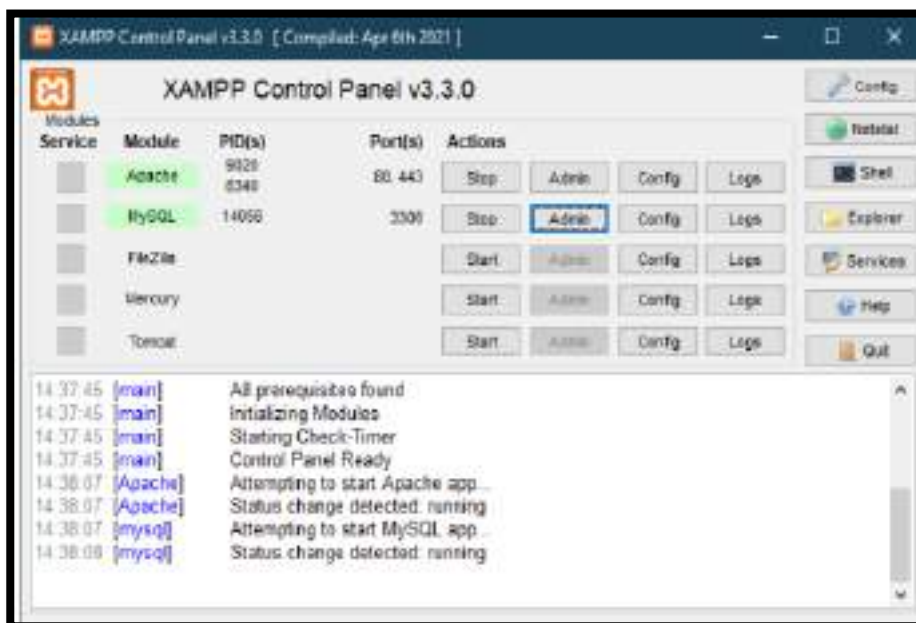 XAMPP Control Panel v3.3.0 [ Compiled: Apr 6th 2021 ]
XAMPP Control Panel v3.3.0
Config
Modules
Service Module PID(s) Port(s) Actions
Netstat
Apache 80, 443 Stop Admin Config Logs
Shell
MySQL 14056 3306 Stop Admin Config Logs
Explorer
FileZilla Start Admin Config Logs
Services
Mercury Start Admin Config Logs
Help
Tomcat Start Admin Config Logs
Quit
14:37:45 [main] All prerequisites found
14:37:45 [main] Initializing Modules
14:37:45 [main] Starting Check-Timer
14:37:45 [main] Control Panel Ready
14:38:07 [Apache] Attempting to start Apache app...
14:38:07 [Apache] Status change detected: running
14:38:07 [mysql] Attempting to start MySQL app...
14:38:08 [mysql] Status change detected: running